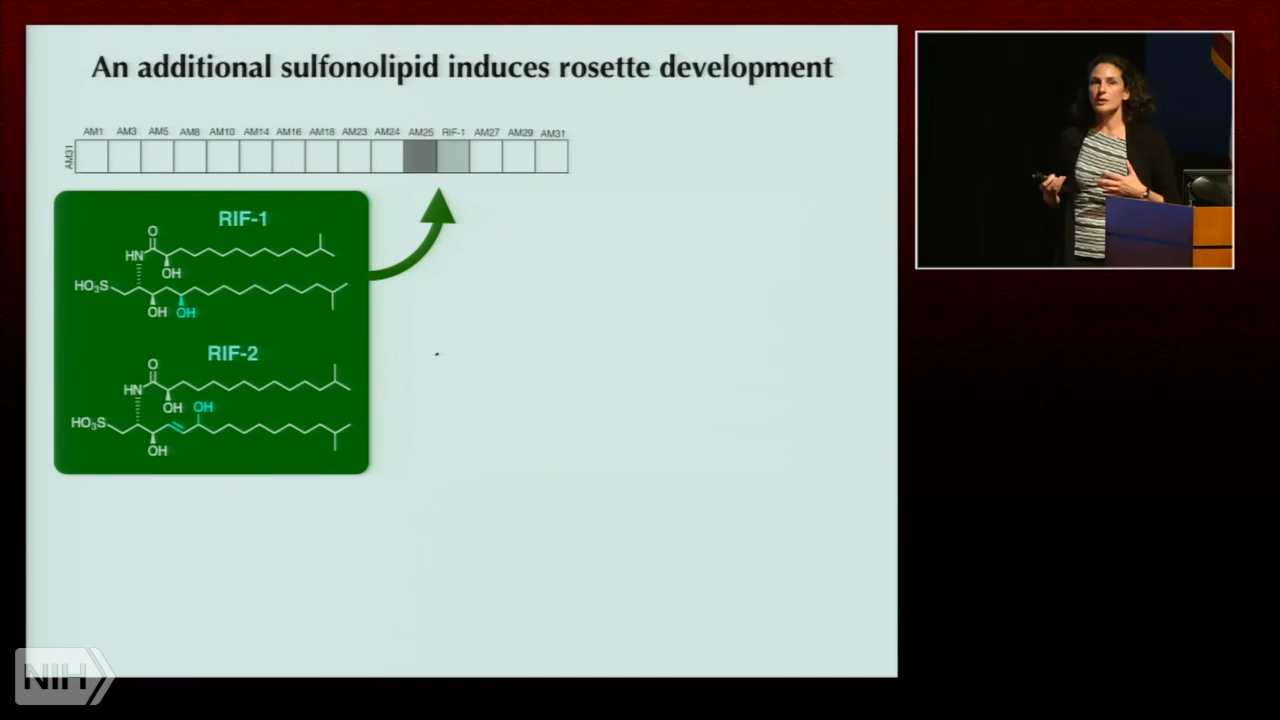 An additional sulfonolipid induces rosette development
AM1 AM3 AM5 AM8 AM10 AM14 AM16 AM18 AM23 AM24 AM25 RIF-1 AM27 AM29 AM31
AM31
RIF-1
O
HN
OH
HO3S
OH OH
RIF-2
O
HN
OH OH
HO3S
OH
NIH